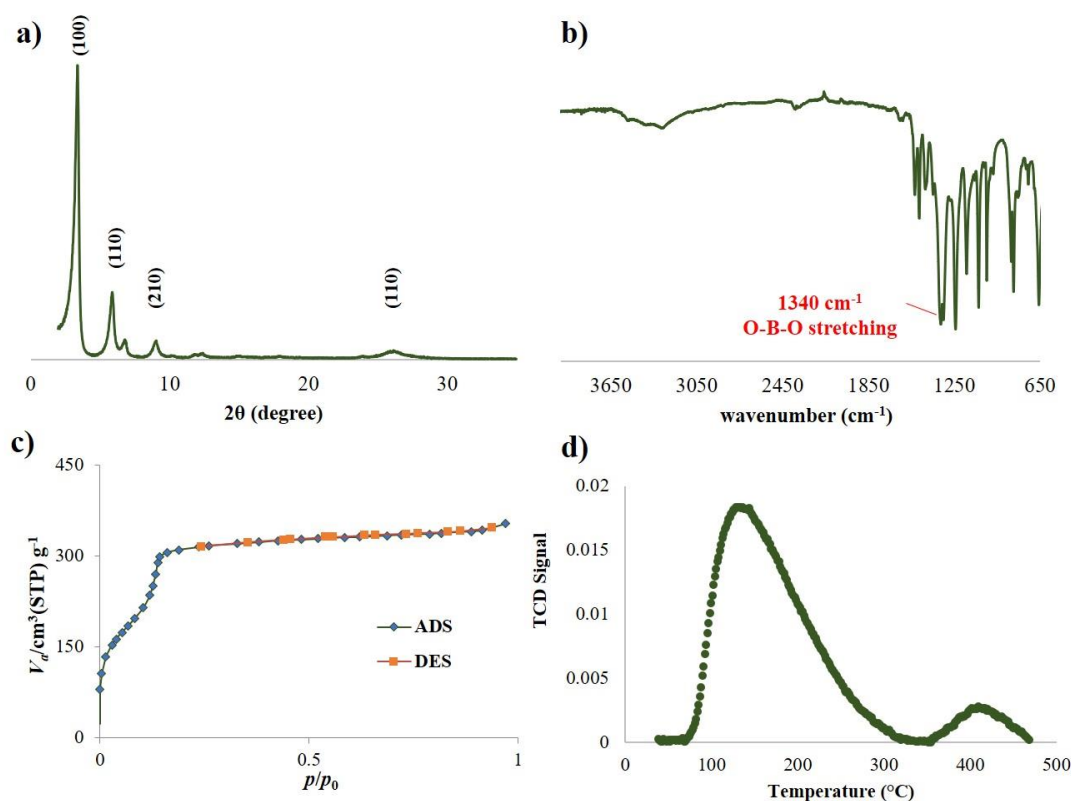 a)
(100)
(110)
(210)
(110)
0
10
20
30
2θ (degree)
b)
1340 cm⁻¹
O-B-O stretching
3650
3050
2450
1850
1250
650
wavenumber (cm⁻¹)
c)
450
300
150
0
Vₐ/cm³(STP) g⁻¹
ADS
DES
0
0.5
1
p/p₀
d)
0.02
0.015
0.01
0.005
0
TCD Signal
0
100
200
300
400
500
Temperature (°C)